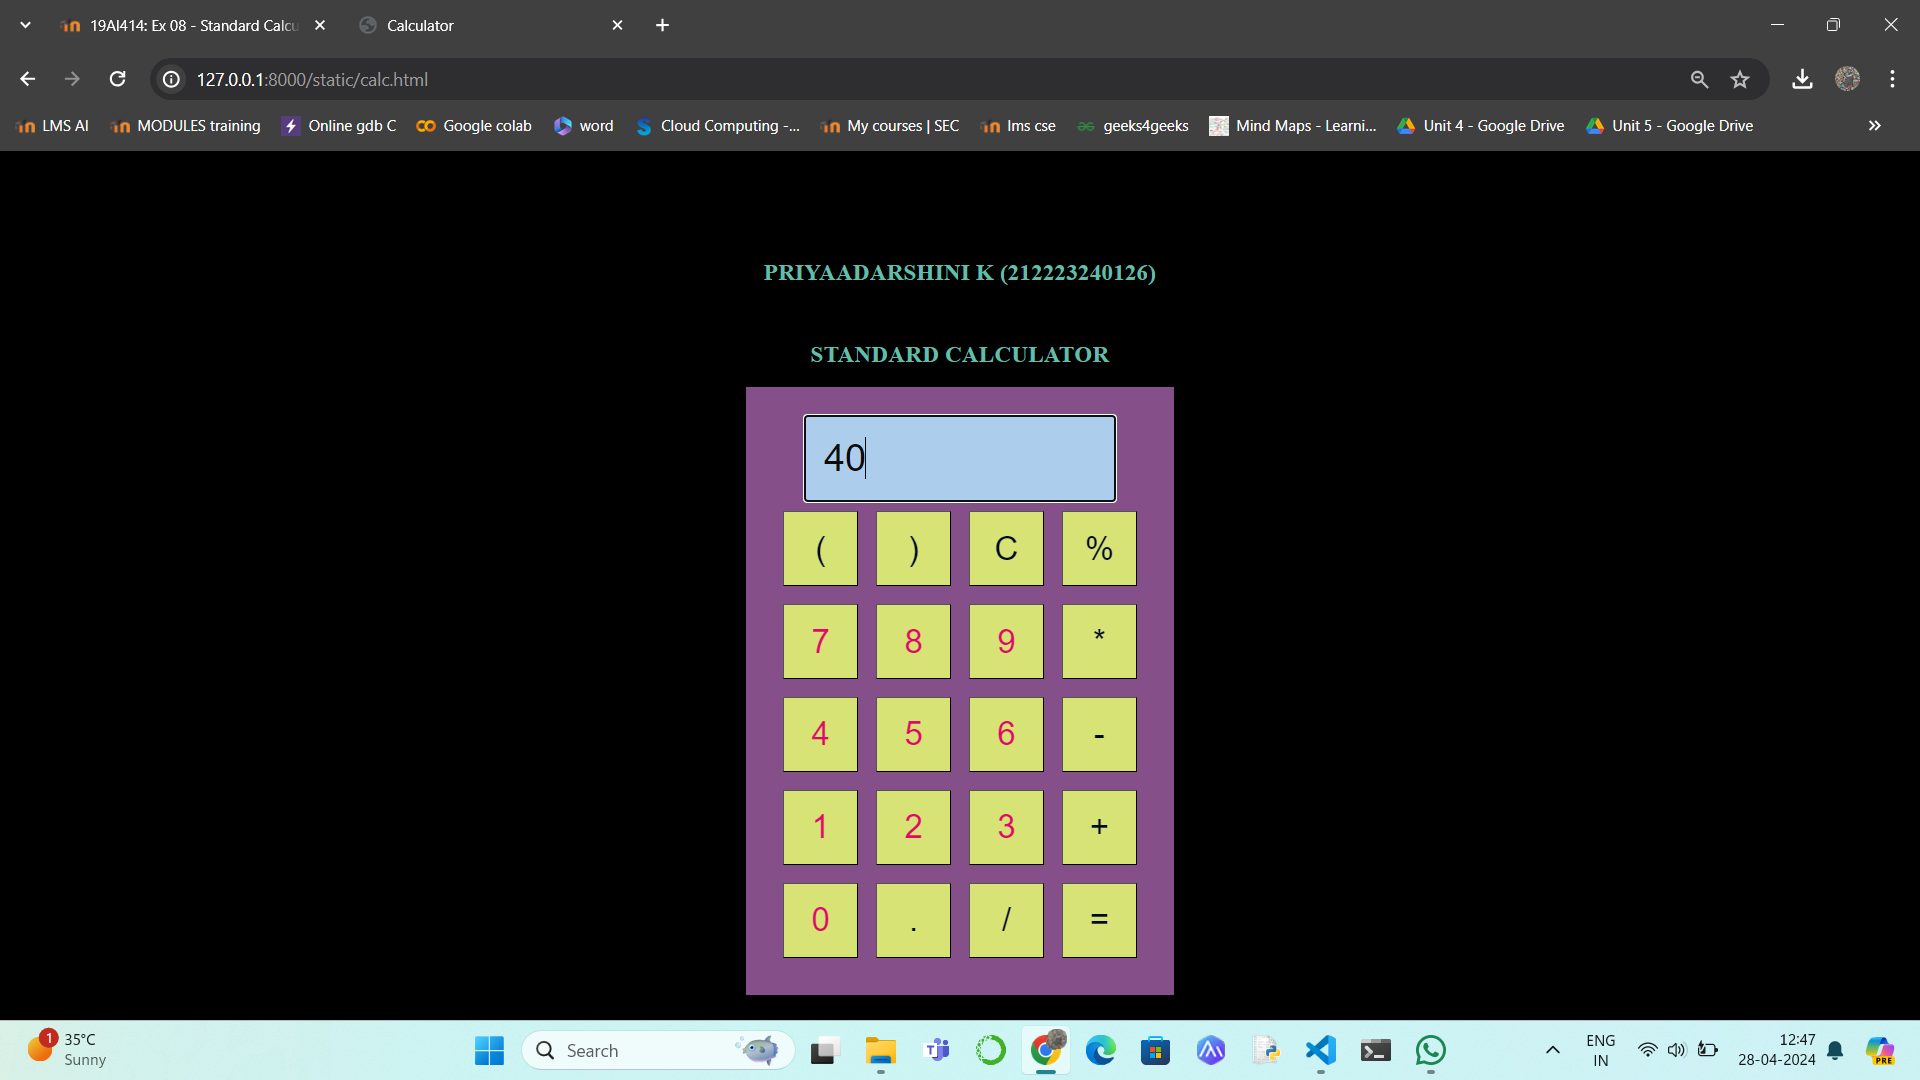 19AI414: Ex 08 - Standard Calcu
Calculator
127.0.0.1:8000/static/calc.html
LMS AI
MODULES training
Online gdb C
Google colab
word
Cloud Computing -...
My courses | SEC
lms cse
geeks4geeks
Mind Maps - Learni...
Unit 4 - Google Drive
Unit 5 - Google Drive
PRIYAADARSHINI K (212223240126)
STANDARD CALCULATOR
40
( ) C %
7 8 9 *
4 5 6 -
1 2 3 +
0 . / =
1
35°C
Sunny
Search
ENG
IN
12:47
28-04-2024
PRE